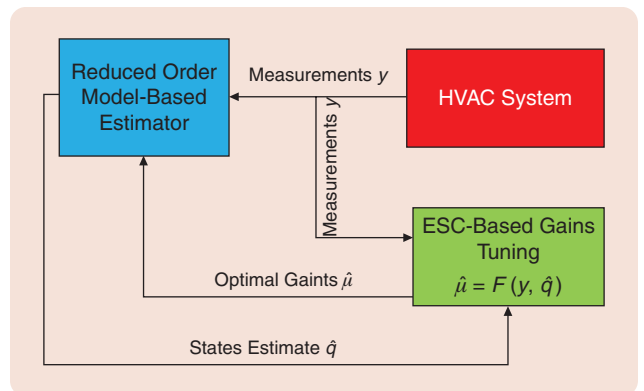 Reduced Order
Model-Based
Estimator
Measurements y
HVAC System
Measurements y
ESC-Based Gains
Tuning
μ̂ = F (y, q̂)
Optimal Gaints μ̂
States Estimate q̂